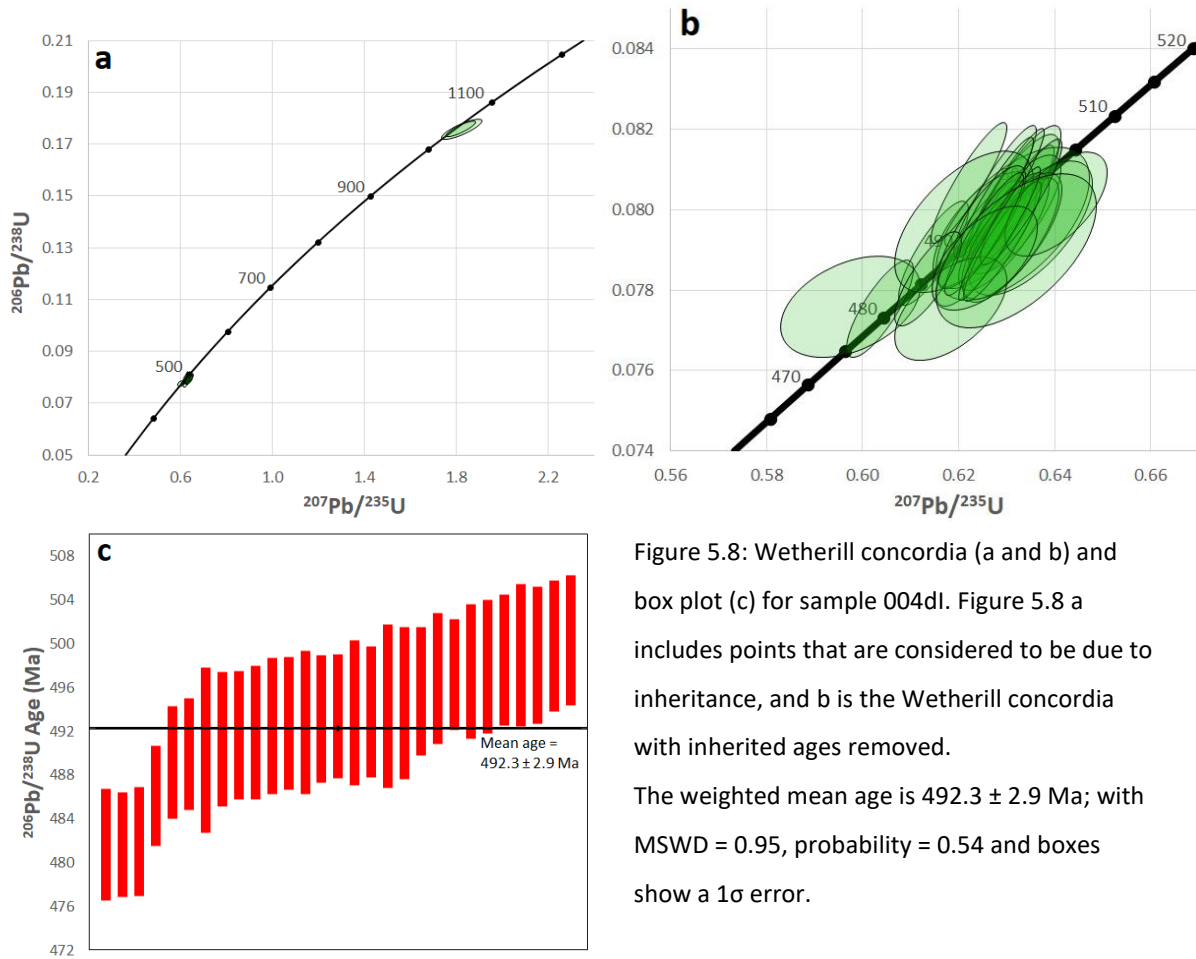 a
0.21
0.19
0.17
0.15
0.13
0.11
0.09
0.07
0.05
0.2
0.6
1.0
1.4
1.8
2.2
500
700
900
1100
²⁰⁶Pb/²³⁸U
²⁰⁷Pb/²³⁵U
b
0.084
0.082
0.080
0.078
0.076
0.074
0.56
0.58
0.60
0.62
0.64
0.66
470
480
490
510
520
²⁰⁷Pb/²³⁵U
c
508
504
500
496
492
488
484
480
476
472
²⁰⁶Pb/²³⁸U Age (Ma)
Mean age =
492.3 ± 2.9 Ma
Figure 5.8: Wetherill concordia (a and b) and
box plot (c) for sample 004dI. Figure 5.8 a
includes points that are considered to be due to
inheritance, and b is the Wetherill concordia
with inherited ages removed.
The weighted mean age is 492.3 ± 2.9 Ma; with
MSWD = 0.95, probability = 0.54 and boxes
show a 1σ error.